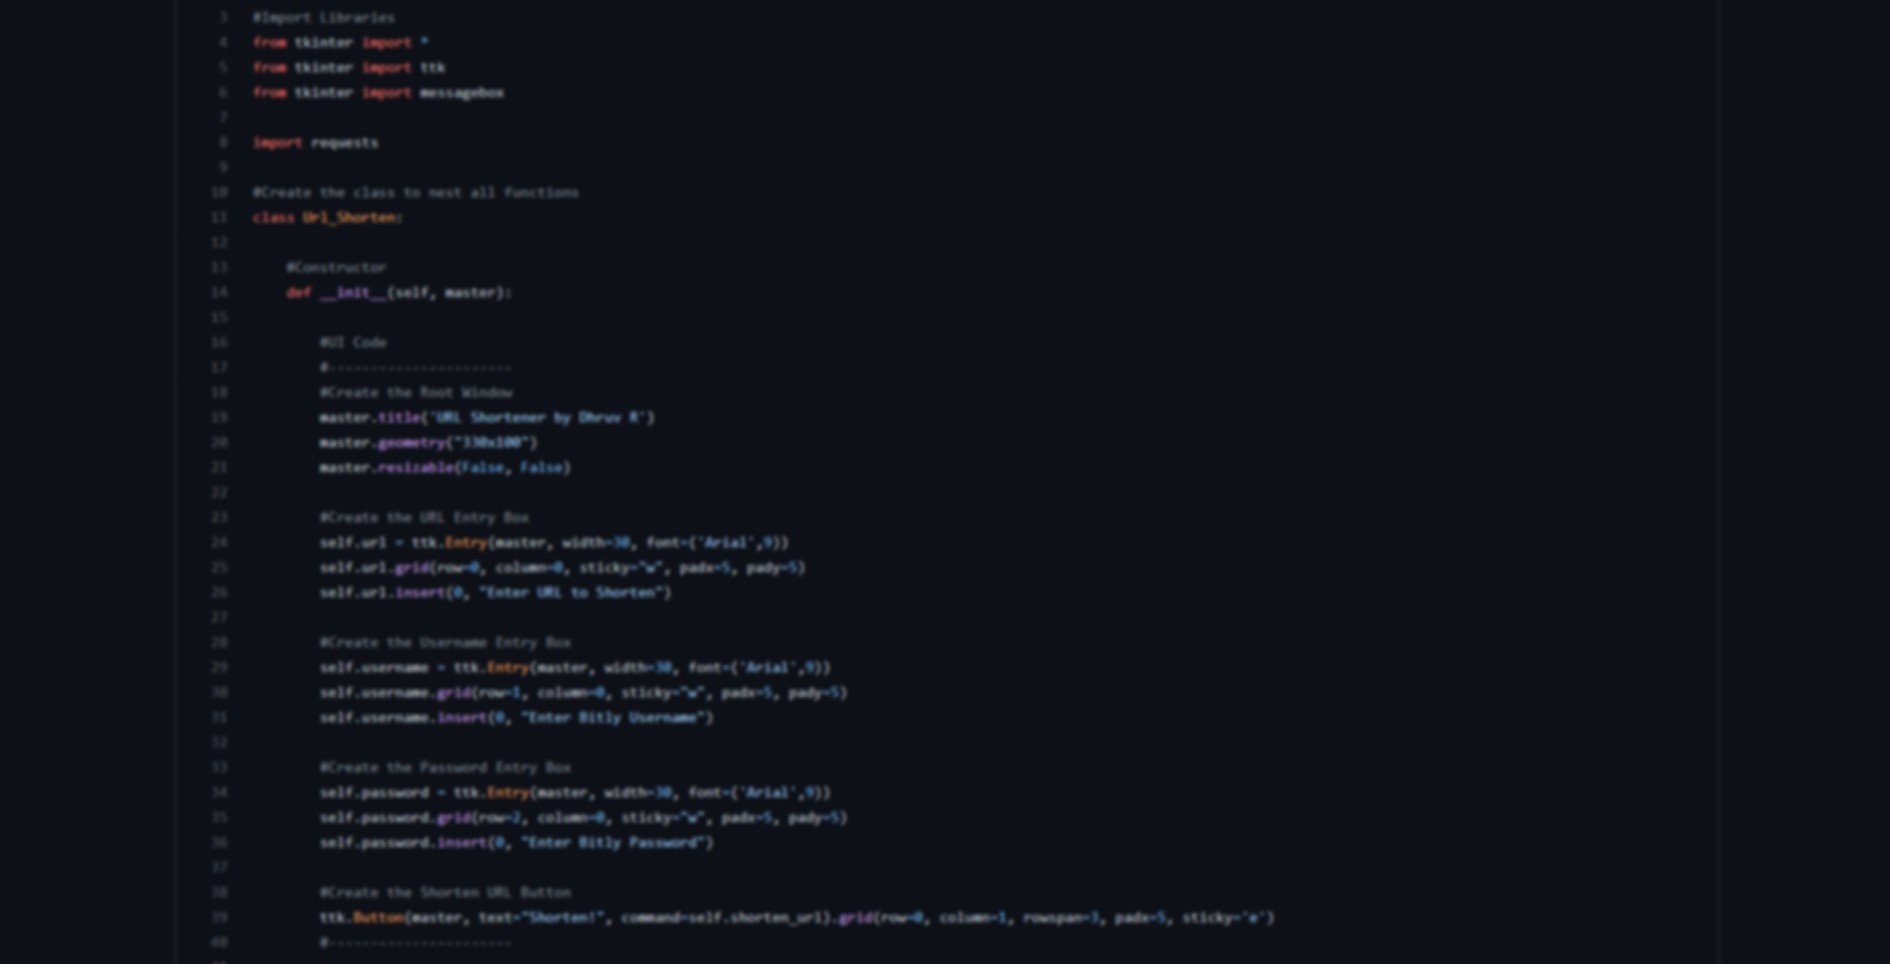 3 #Import Libraries
4 from tkinter import *
5 from tkinter import ttk
6 from tkinter import messagebox
7
8 import requests
9
10 #Create the class to nest all functions
11 class Url_Shorten:
12
13     #Constructor
14     def __init__(self, master):
15
16         #UI Code
17         #----------------------
18         #Create the Root Window
19         master.title('URL Shortener by Dhruv R')
20         master.geometry("330x100")
21         master.resizable(False, False)
22
23         #Create the URL Entry Box
24         self.url = ttk.Entry(master, width=30, font=('Arial',9))
25         self.url.grid(row=0, column=0, sticky="w", padx=5, pady=5)
26         self.url.insert(0, "Enter URL to Shorten")
27
28         #Create the Username Entry Box
29         self.username = ttk.Entry(master, width=30, font=('Arial',9))
30         self.username.grid(row=1, column=0, sticky="w", padx=5, pady=5)
31         self.username.insert(0, "Enter Bitly Username")
32
33         #Create the Password Entry Box
34         self.password = ttk.Entry(master, width=30, font=('Arial',9))
35         self.password.grid(row=2, column=0, sticky="w", padx=5, pady=5)
36         self.password.insert(0, "Enter Bitly Password")
37
38         #Create the Shorten URL Button
39         ttk.Button(master, text="Shorten!", command=self.shorten_url).grid(row=0, column=1, rowspan=3, padx=5, sticky='e')
40         #----------------------